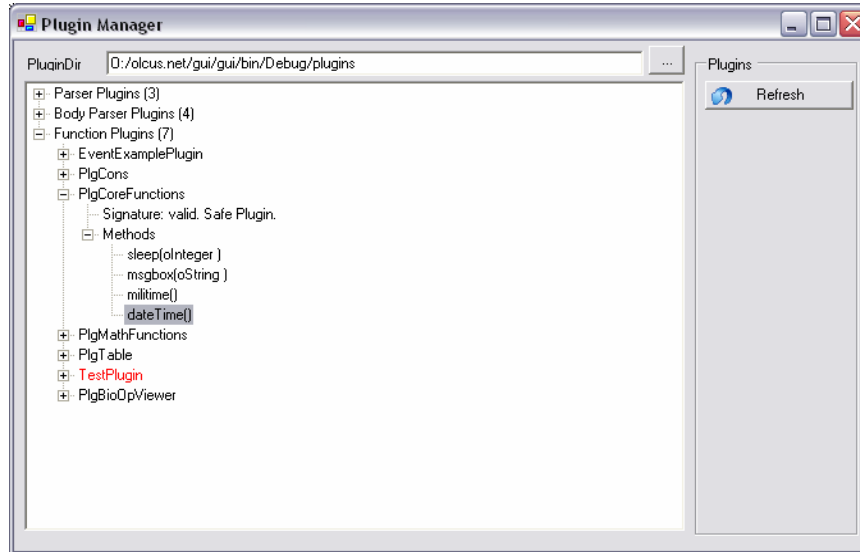 Plugin Manager
PluginDir O:/olcus.net/gui/gui/bin/Debug/plugins ... Plugins
Refresh
Parser Plugins (3)
Body Parser Plugins (4)
Function Plugins (7)
EventExamplePlugin
PlgCons
PlgCoreFunctions
Signature: valid. Safe Plugin.
Methods
sleep(oInteger )
msgbox(oString )
militime()
dateTime()
PlgMathFunctions
PlgTable
TestPlugin
PlgBioOpViewer